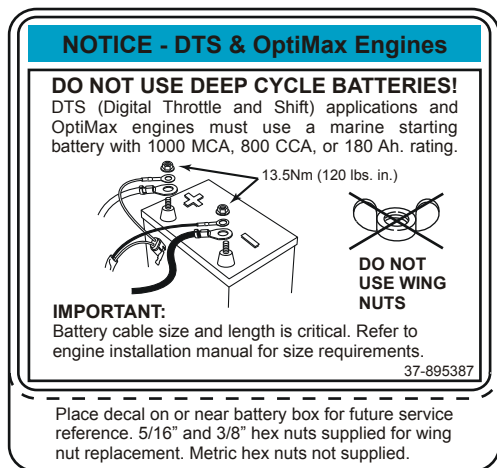 NOTICE - DTS & OptiMax Engines
DO NOT USE DEEP CYCLE BATTERIES!
DTS (Digital Throttle and Shift) applications and
OptiMax engines must use a marine starting
battery with 1000 MCA, 800 CCA, or 180 Ah. rating.
13.5Nm (120 lbs. in.)
DO NOT
USE WING
NUTS
IMPORTANT:
Battery cable size and length is critical. Refer to
engine installation manual for size requirements.
37-895387
Place decal on or near battery box for future service
reference. 5/16” and 3/8” hex nuts supplied for wing
nut replacement. Metric hex nuts not supplied.